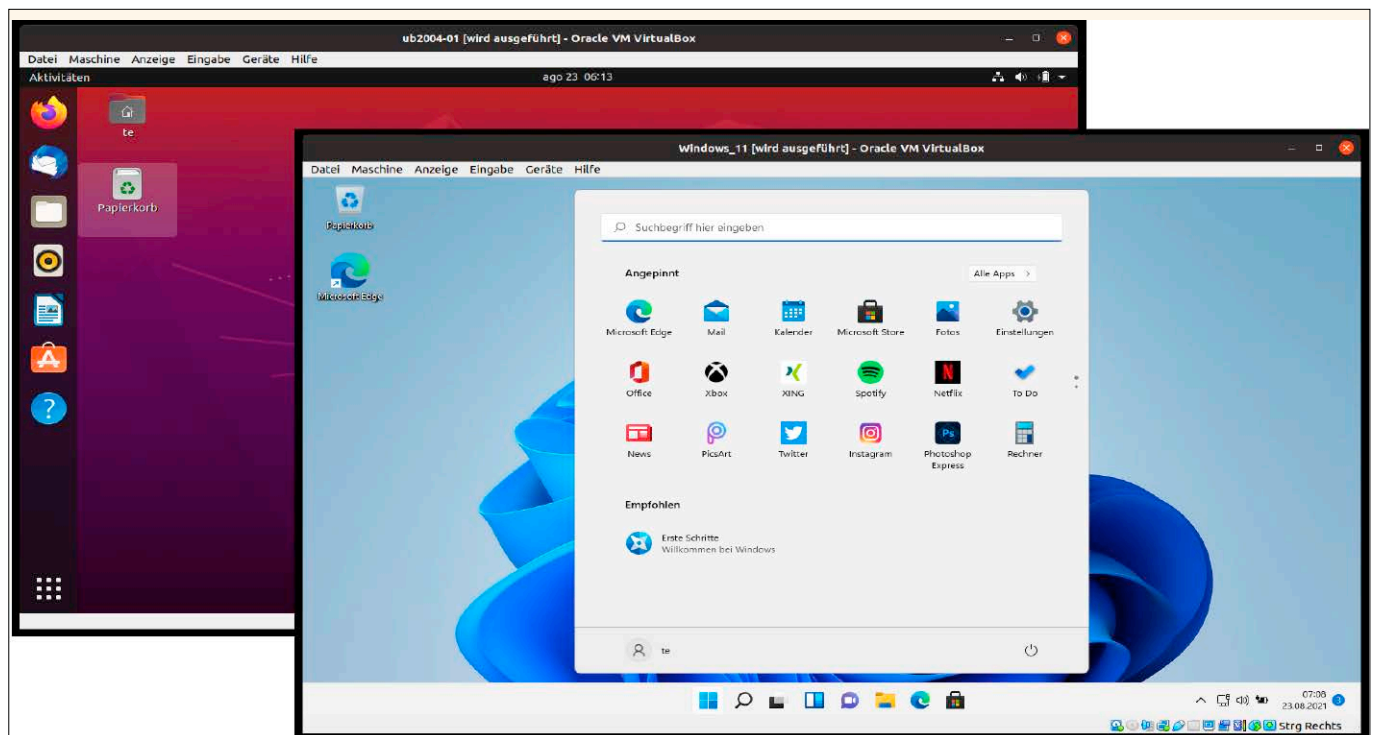 ub2004-01 [wird ausgeführt] - Oracle VM VirtualBox
Datei Maschine Anzeige Eingabe Geräte Hilfe
Aktivitäten ago 23 06:13
te
Papierkorb
Windows_11 [wird ausgeführt] - Oracle VM VirtualBox
Datei Maschine Anzeige Eingabe Geräte Hilfe
Papierkorb
Microsoft Edge
Suchbegriff hier eingeben
Angepinnt Alle Apps >
Microsoft Edge Mail Kalender Microsoft Store Fotos Einstellungen
Office Xbox XING Spotify Netflix To Do
News PicsArt Twitter Instagram Photoshop Express Rechner
Empfohlen
Erste Schritte
Willkommen bei Windows
te
07:08
23.08.2021
Strg Rechts